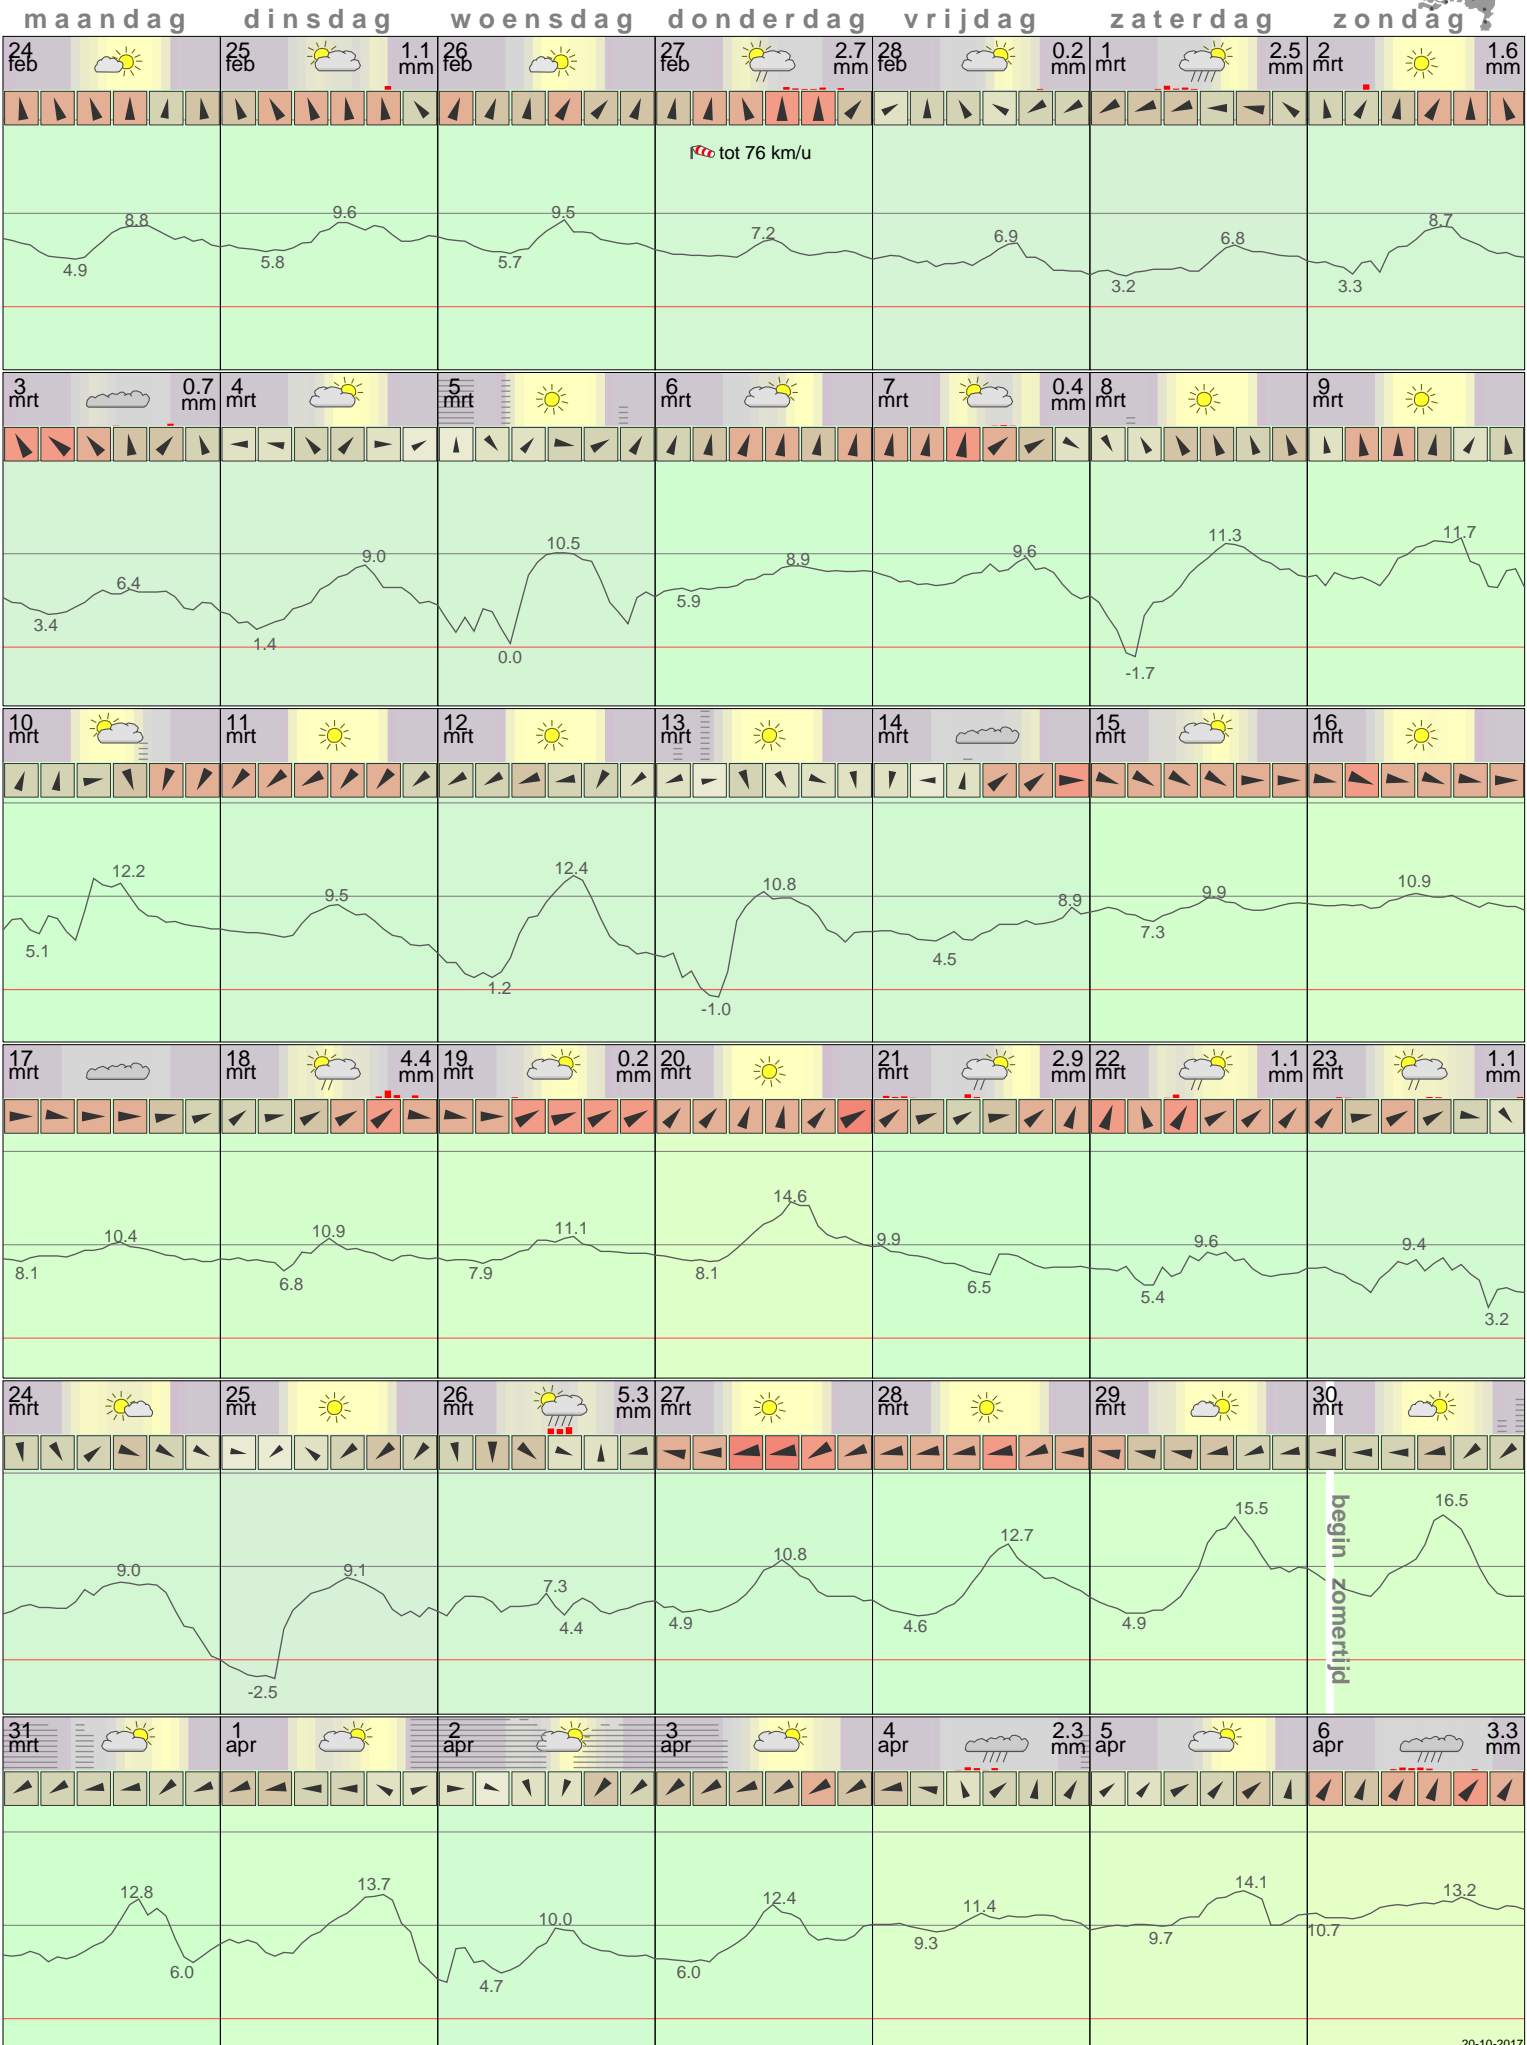 maandag dinsdag woensdag donderdag vrijdag zaterdag zondag
24 feb
25 feb 1.1 mm
26 feb
27 feb 2.7 mm
28 feb 0.2 mm
1 mrt 2.5 mm
2 mrt 1.6 mm
tot 76 km/u
8.8 4.9
9.6 5.8
9.5 5.7
7.2
6.9
6.8 3.2
8.7 3.3
3 mrt 0.7 mm
4 mrt
5 mrt
6 mrt
7 mrt 0.4 mm
8 mrt
9 mrt
6.4 3.4
9.0 1.4
10.5 0.0
8.9 5.9
9.6
11.3 -1.7
11.7
10 mrt
11 mrt
12 mrt
13 mrt
14 mrt
15 mrt
16 mrt
12.2 5.1
9.5
12.4 1.2
10.8 -1.0
8.9 4.5
9.9 7.3
10.9
17 mrt
18 mrt 4.4 mm
19 mrt 0.2 mm
20 mrt
21 mrt 2.9 mm
22 mrt 1.1 mm
23 mrt 1.1 mm
10.4 8.1
10.9 6.8
11.1 7.9
14.6 8.1
9.9 6.5
9.6 5.4
9.4 3.2
24 mrt
25 mrt
26 mrt 5.3 mm
27 mrt
28 mrt
29 mrt
30 mrt
9.0
9.1 -2.5
7.3 4.4
10.8 4.9
12.7 4.6
15.5 4.9
16.5
begin zomertijd
31 mrt
1 apr
2 apr
3 apr
4 apr 2.3 mm
5 apr
6 apr 3.3 mm
12.8 6.0
13.7
10.0 4.7
12.4 6.0
11.4 9.3
14.1 9.7
13.2 10.7
20-10-2017